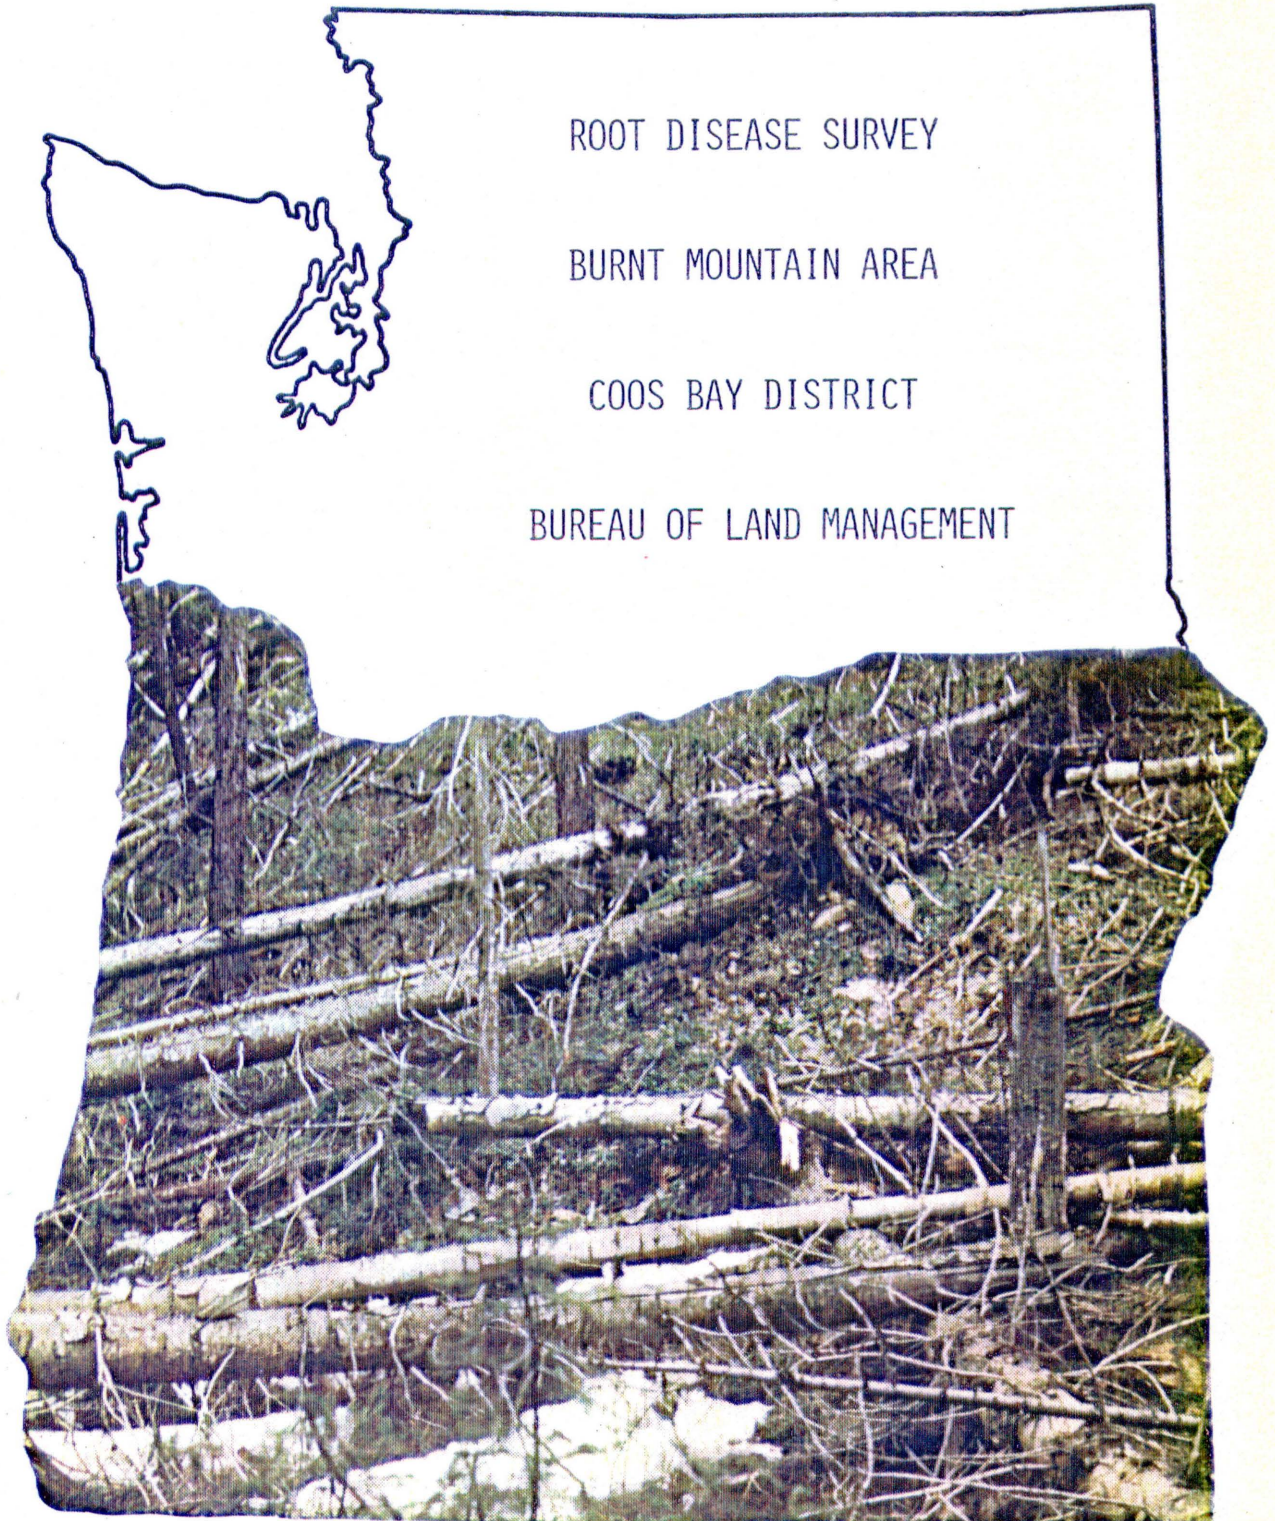 ROOT DISEASE SURVEY
BURNT MOUNTAIN AREA
COOS BAY DISTRICT
BUREAU OF LAND MANAGEMENT